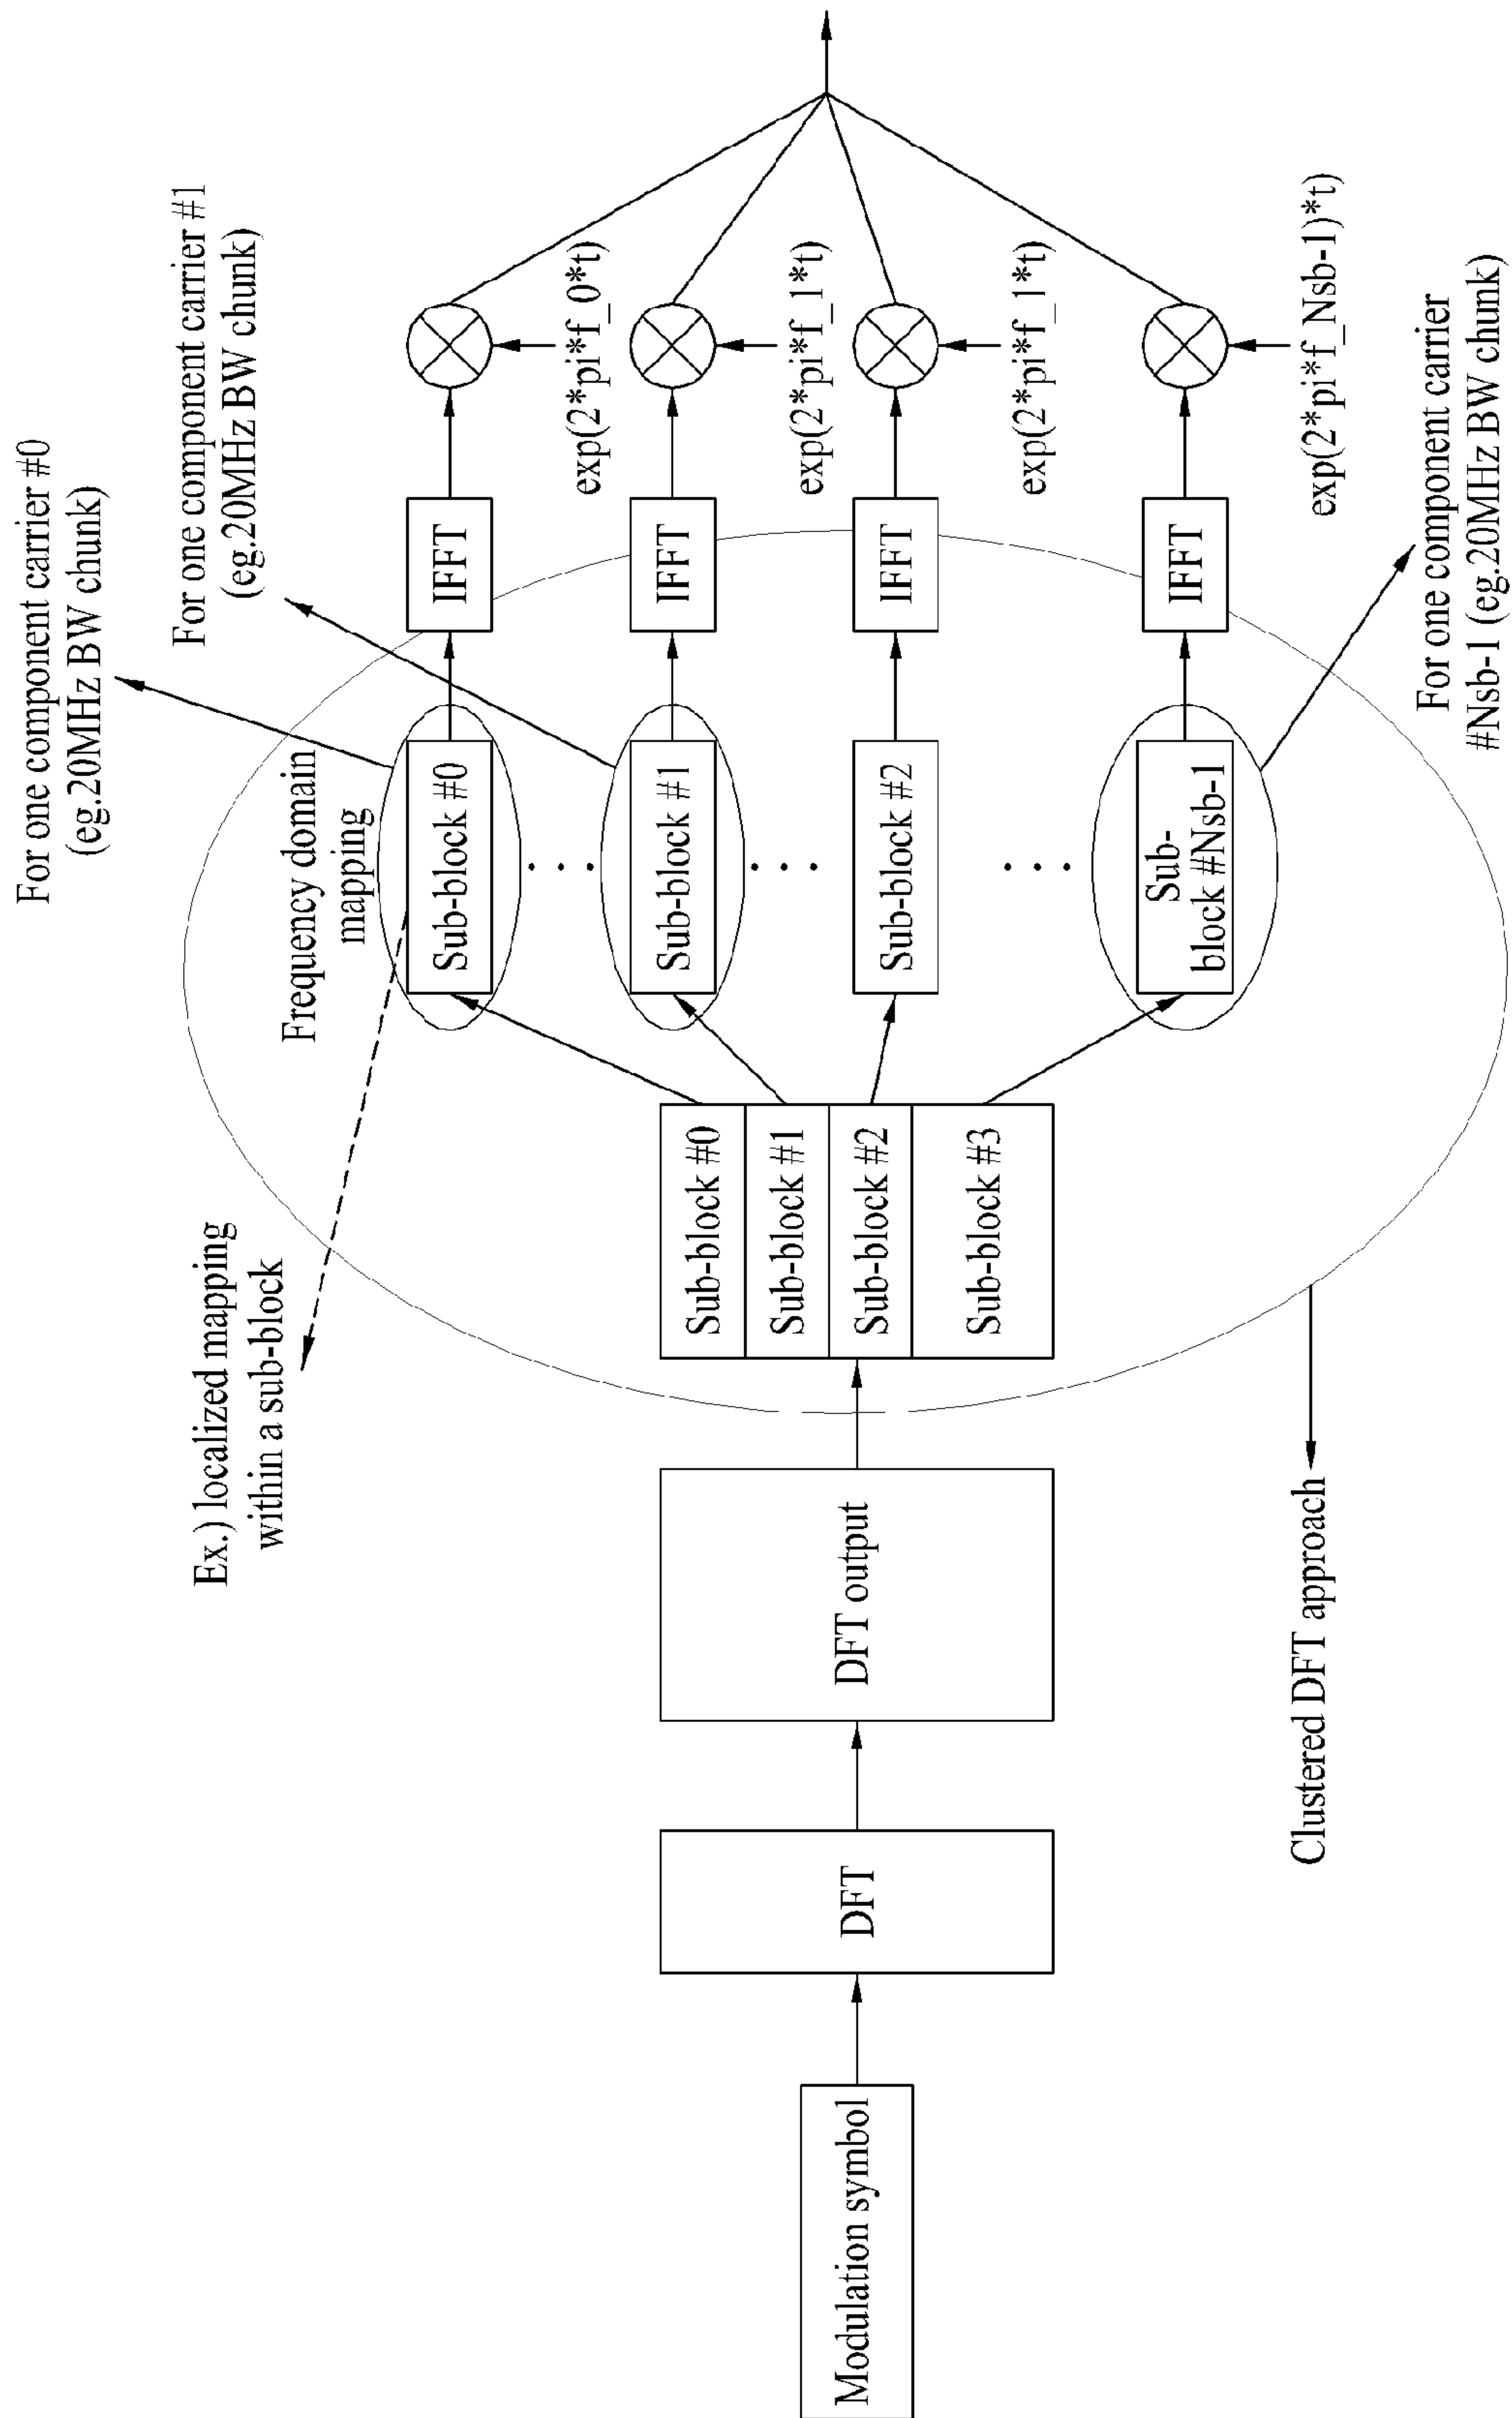 For one component carrier #0
(eg.20MHz BW chunk)
For one component carrier #1
(eg.20MHz BW chunk)
Ex.) localized mapping
within a sub-block
Frequency domain
mapping
Modulation symbol
DFT
DFT output
Sub-block #0
Sub-block #1
Sub-block #2
Sub-block #3
Sub-block #0
IFFT
exp(2*pi*f_0*t)
Sub-block #1
IFFT
exp(2*pi*f_1*t)
Sub-block #2
IFFT
exp(2*pi*f_1*t)
Sub-
block #Nsb-1
IFFT
exp(2*pi*f_Nsb-1)*t)
Clustered DFT approach
For one component carrier
#Nsb-1 (eg.20MHz BW chunk)